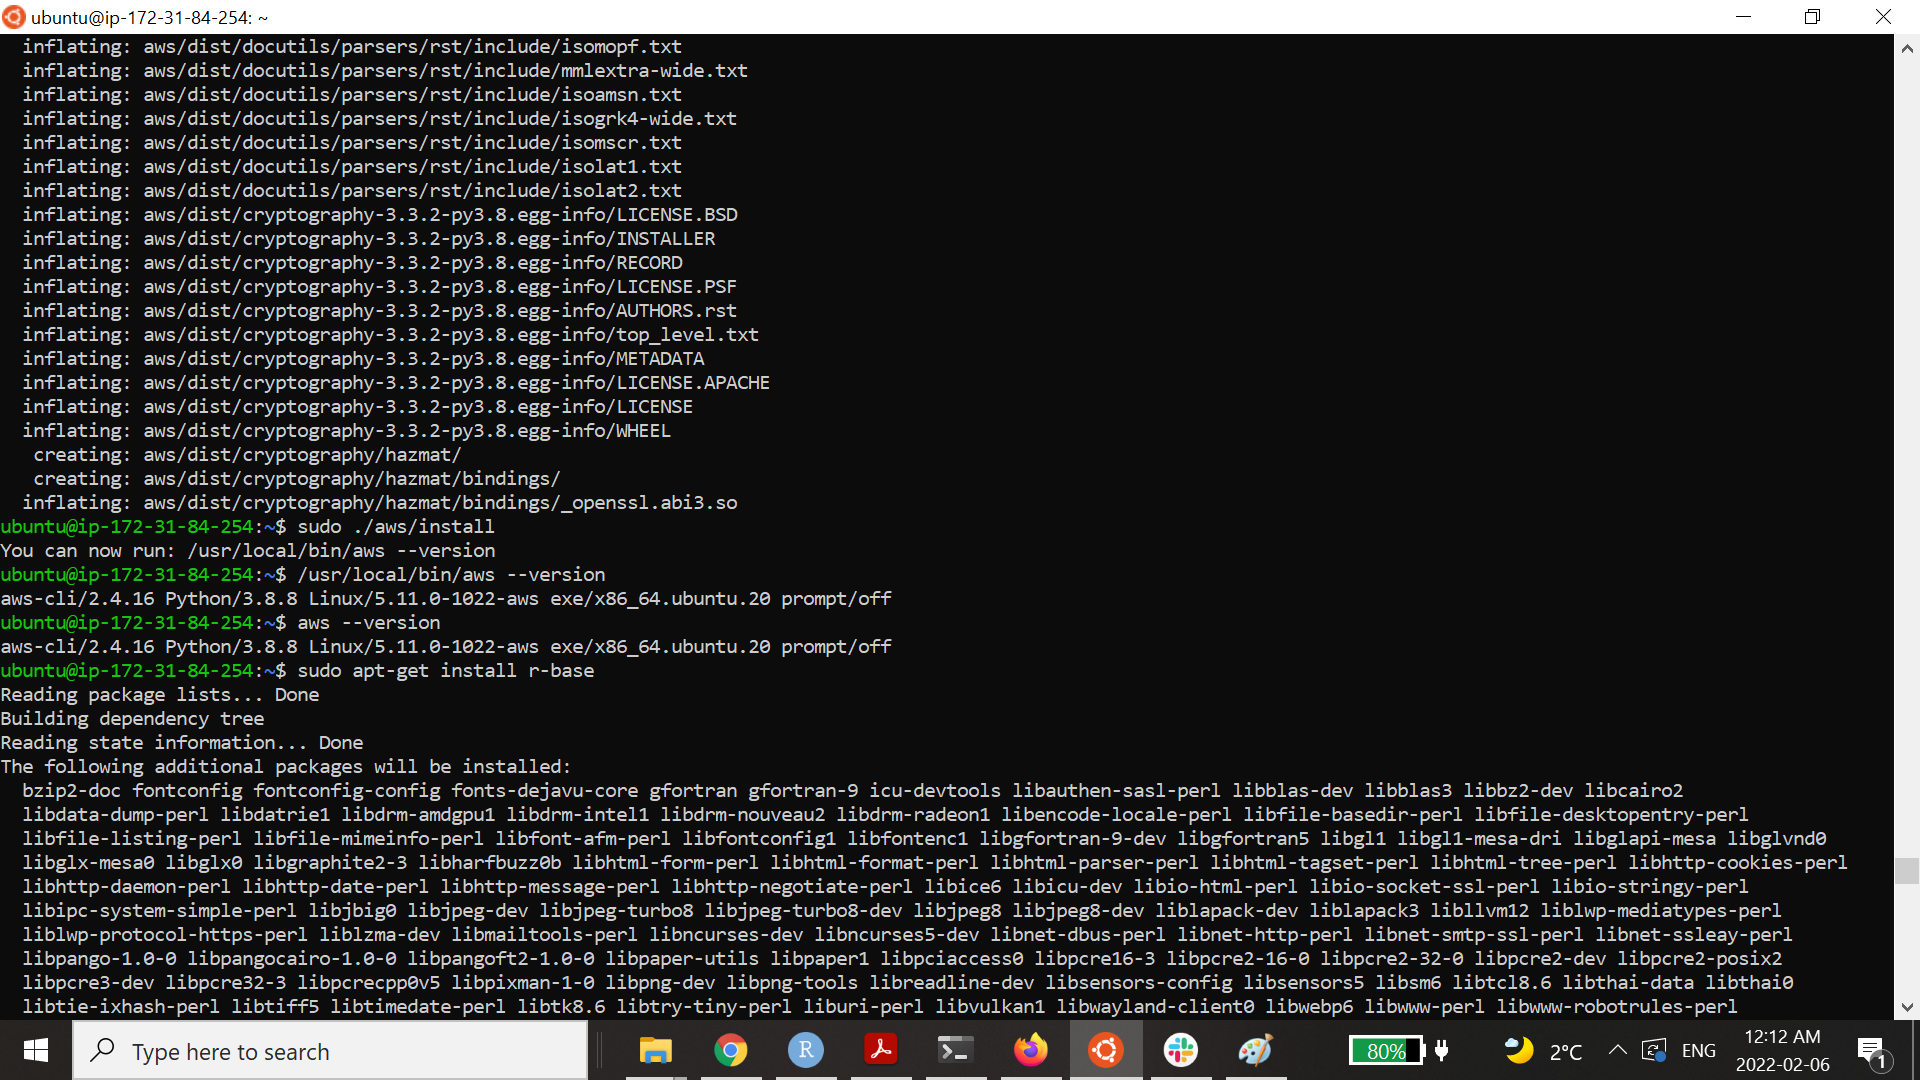 ubuntu@ip-172-31-84-254: ~
inflating: aws/dist/docutils/parsers/rst/include/isomopf.txt
inflating: aws/dist/docutils/parsers/rst/include/mmlextra-wide.txt
inflating: aws/dist/docutils/parsers/rst/include/isoamsn.txt
inflating: aws/dist/docutils/parsers/rst/include/isogrk4-wide.txt
inflating: aws/dist/docutils/parsers/rst/include/isomscr.txt
inflating: aws/dist/docutils/parsers/rst/include/isolat1.txt
inflating: aws/dist/docutils/parsers/rst/include/isolat2.txt
inflating: aws/dist/cryptography-3.3.2-py3.8.egg-info/LICENSE.BSD
inflating: aws/dist/cryptography-3.3.2-py3.8.egg-info/INSTALLER
inflating: aws/dist/cryptography-3.3.2-py3.8.egg-info/RECORD
inflating: aws/dist/cryptography-3.3.2-py3.8.egg-info/LICENSE.PSF
inflating: aws/dist/cryptography-3.3.2-py3.8.egg-info/AUTHORS.rst
inflating: aws/dist/cryptography-3.3.2-py3.8.egg-info/top_level.txt
inflating: aws/dist/cryptography-3.3.2-py3.8.egg-info/METADATA
inflating: aws/dist/cryptography-3.3.2-py3.8.egg-info/LICENSE.APACHE
inflating: aws/dist/cryptography-3.3.2-py3.8.egg-info/LICENSE
inflating: aws/dist/cryptography-3.3.2-py3.8.egg-info/WHEEL
creating: aws/dist/cryptography/hazmat/
creating: aws/dist/cryptography/hazmat/bindings/
inflating: aws/dist/cryptography/hazmat/bindings/_openssl.abi3.so
ubuntu@ip-172-31-84-254:~$ sudo ./aws/install
You can now run: /usr/local/bin/aws --version
ubuntu@ip-172-31-84-254:~$ /usr/local/bin/aws --version
aws-cli/2.4.16 Python/3.8.8 Linux/5.11.0-1022-aws exe/x86_64.ubuntu.20 prompt/off
ubuntu@ip-172-31-84-254:~$ aws --version
aws-cli/2.4.16 Python/3.8.8 Linux/5.11.0-1022-aws exe/x86_64.ubuntu.20 prompt/off
ubuntu@ip-172-31-84-254:~$ sudo apt-get install r-base
Reading package lists... Done
Building dependency tree
Reading state information... Done
The following additional packages will be installed:
bzip2-doc fontconfig fontconfig-config fonts-dejavu-core gfortran gfortran-9 icu-devtools libauthen-sasl-perl libblas-dev libblas3 libbz2-dev libcairo2
libdata-dump-perl libdatrie1 libdrm-amdgpu1 libdrm-intel1 libdrm-nouveau2 libdrm-radeon1 libencode-locale-perl libfile-basedir-perl libfile-desktopentry-perl
libfile-listing-perl libfile-mimeinfo-perl libfont-afm-perl libfontconfig1 libfontenc1 libgfortran-9-dev libgfortran5 libgl1 libgl1-mesa-dri libglapi-mesa libglvnd0
libglx-mesa0 libglx0 libgraphite2-3 libharfbuzz0b libhtml-form-perl libhtml-format-perl libhtml-parser-perl libhtml-tagset-perl libhtml-tree-perl libhttp-cookies-perl
libhttp-daemon-perl libhttp-date-perl libhttp-message-perl libhttp-negotiate-perl libice6 libicu-dev libio-html-perl libio-socket-ssl-perl libio-stringy-perl
libipc-system-simple-perl libjbig0 libjpeg-dev libjpeg-turbo8 libjpeg-turbo8-dev libjpeg8 libjpeg8-dev liblapack-dev liblapack3 libllvm12 liblwp-mediatypes-perl
liblwp-protocol-https-perl liblzma-dev libmailtools-perl libncurses-dev libncurses5-dev libnet-dbus-perl libnet-http-perl libnet-smtp-ssl-perl libnet-ssleay-perl
libpango-1.0-0 libpangocairo-1.0-0 libpangoft2-1.0-0 libpaper-utils libpaper1 libpciaccess0 libpcre16-3 libpcre2-16-0 libpcre2-32-0 libpcre2-dev libpcre2-posix2
libpcre3-dev libpcre32-3 libpcrecpp0v5 libpixman-1-0 libpng-dev libpng-tools libreadline-dev libsensors-config libsensors5 libsm6 libtcl8.6 libthai-data libthai0
libtie-ixhash-perl libtiff5 libtimedate-perl libtk8.6 libtry-tiny-perl liburi-perl libvulkan1 libwayland-client0 libwebp6 libwww-perl libwww-robotrules-perl
Type here to search
R
80%
2°C
ENG
12:12 AM
2022-02-06
1